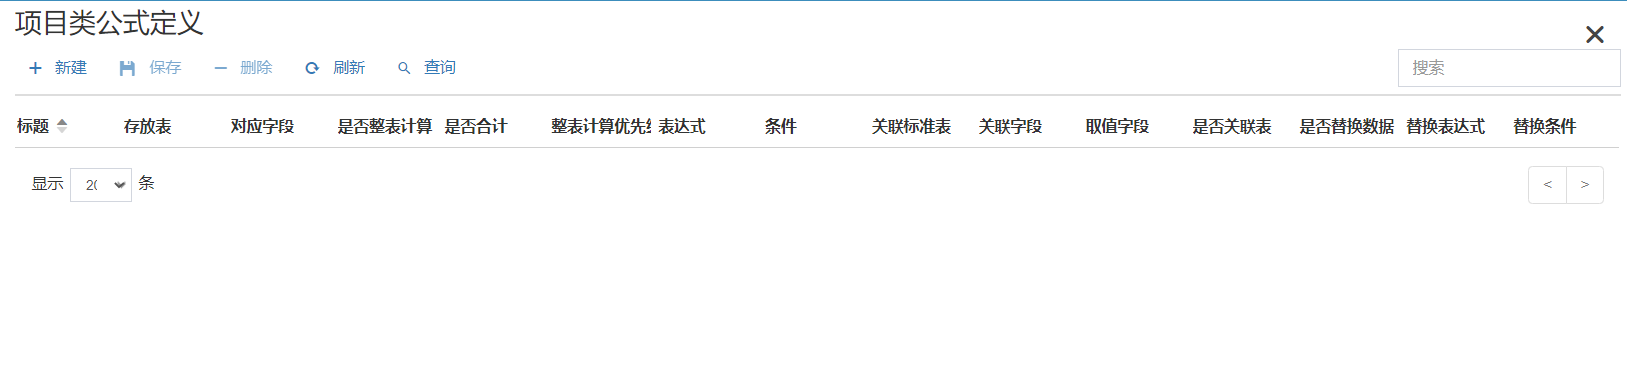 项目类公式定义
新建 保存 删除 刷新 查询 搜索
标题 存放表 对应字段 是否整表计算 是否合计 整表计算优先 表达式 条件 关联标准表 关联字段 取值字段 是否关联表 是否替换数据 替换表达式 替换条件
显示 20 条 < >